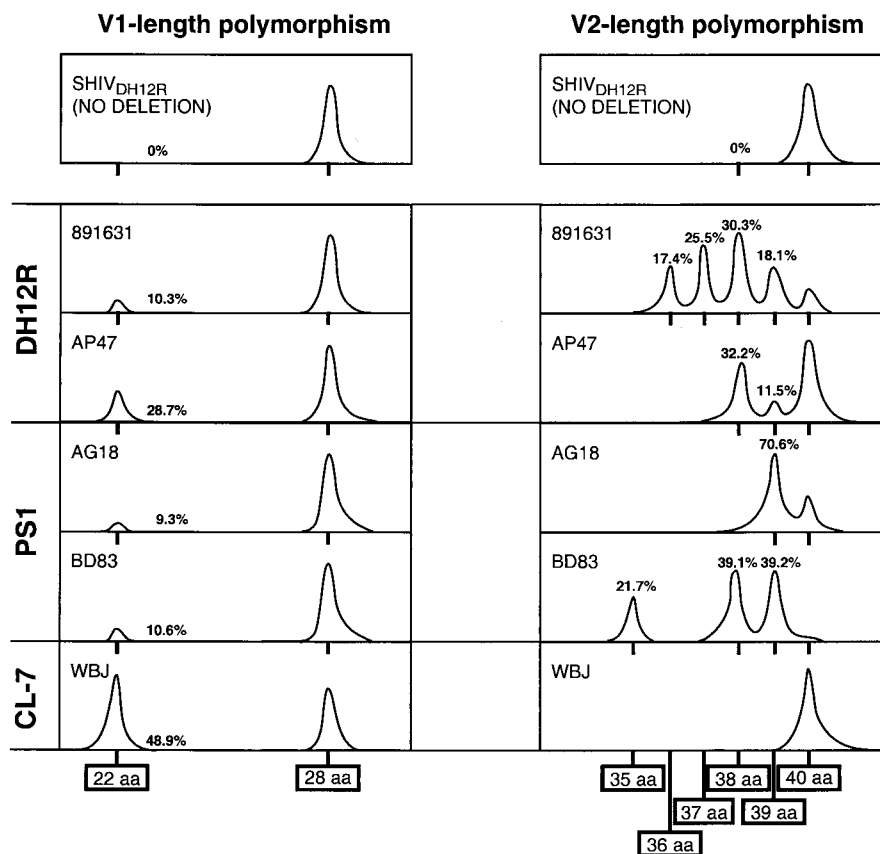 V1-length polymorphism
V2-length polymorphism
SHIVDH12R
(NO DELETION)
0%
SHIVDH12R
(NO DELETION)
0%
DH12R
891631
10.3%
891631
17.4%
25.5%
30.3%
18.1%
AP47
28.7%
AP47
32.2%
11.5%
PS1
AG18
9.3%
AG18
70.6%
BD83
10.6%
BD83
21.7%
39.1%
39.2%
CL-7
WBJ
48.9%
WBJ
22 aa
28 aa
35 aa
38 aa
40 aa
37 aa
39 aa
36 aa